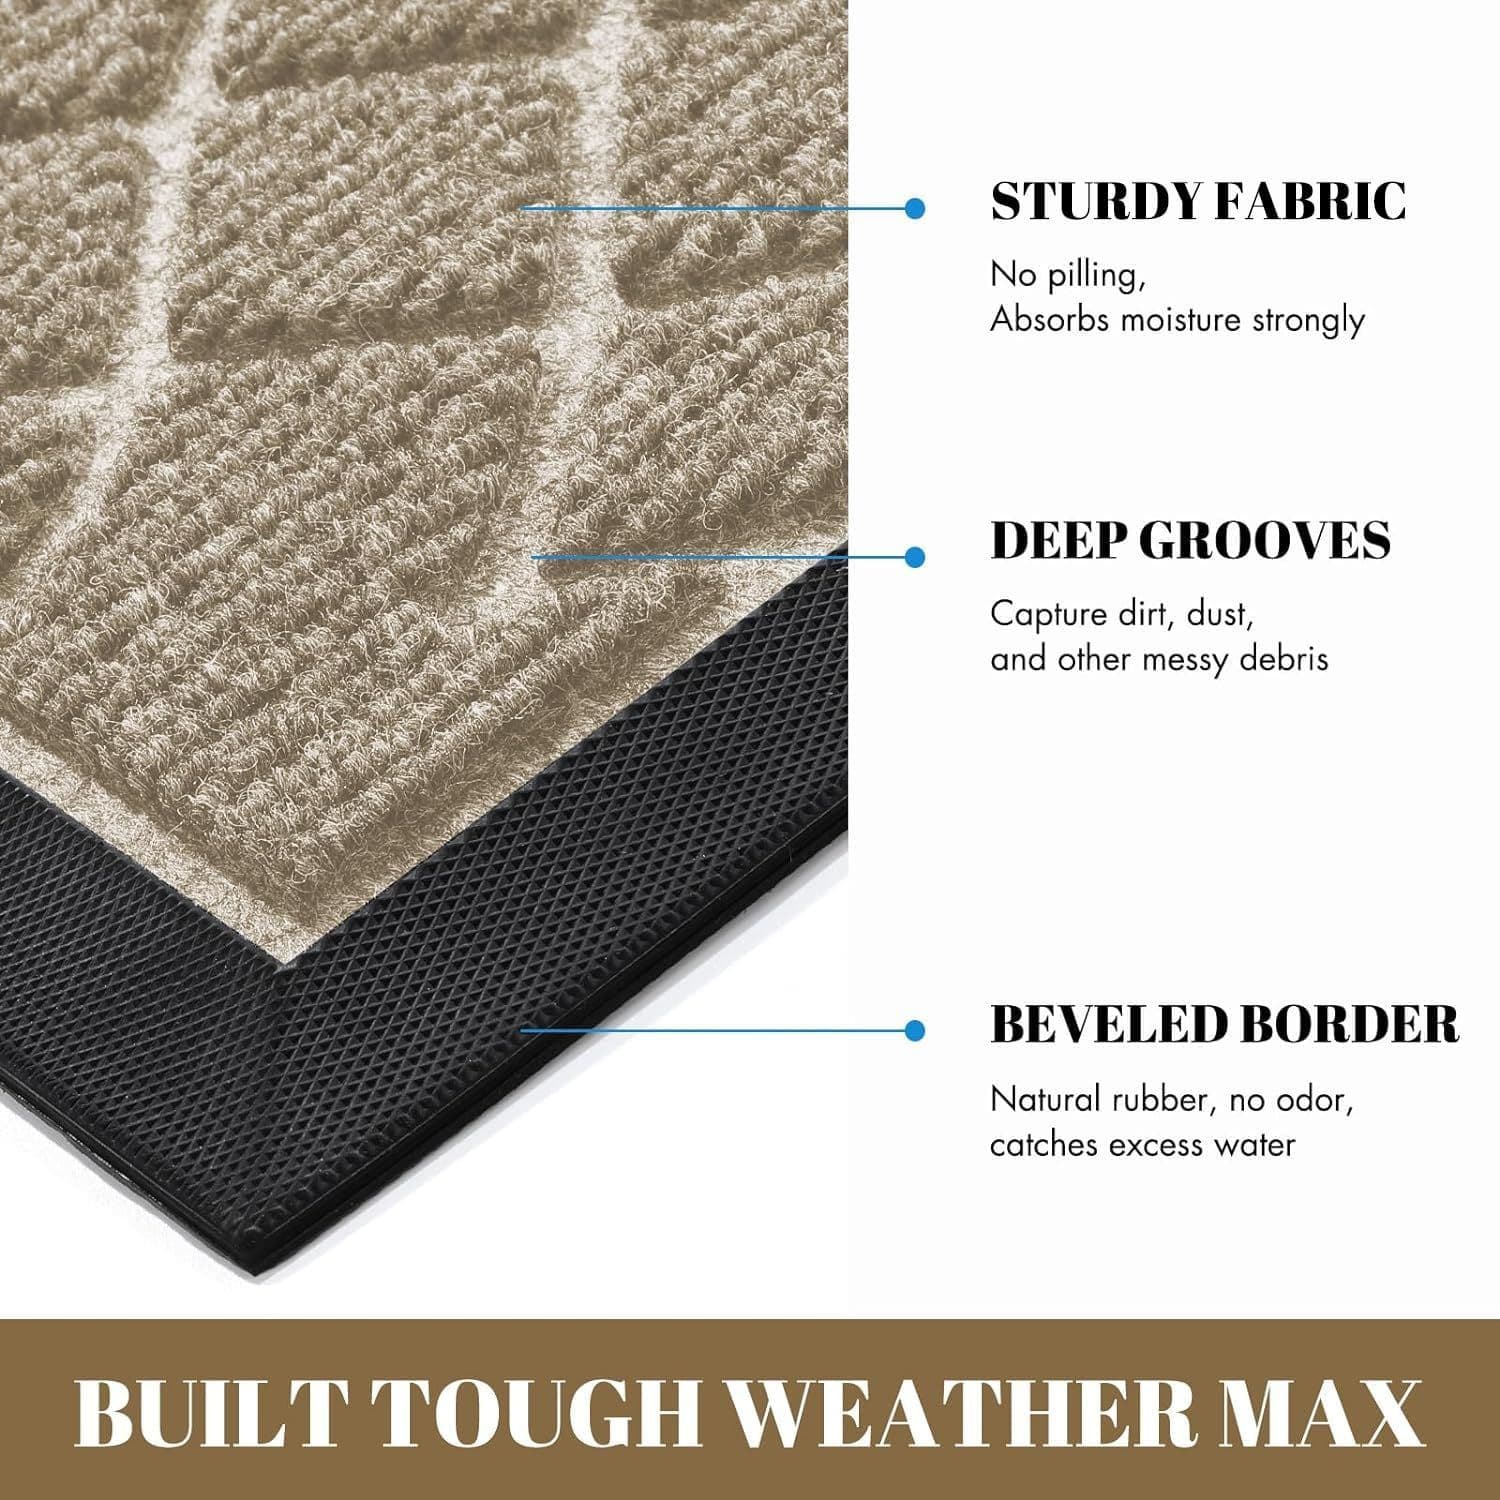 STURDY FABRIC
No pilling,
Absorbs moisture strongly
DEEP GROOVES
Capture dirt, dust,
and other messy debris
BEVELED BORDER
Natural rubber, no odor,
catches excess water
BUILT TOUGH WEATHER MAX